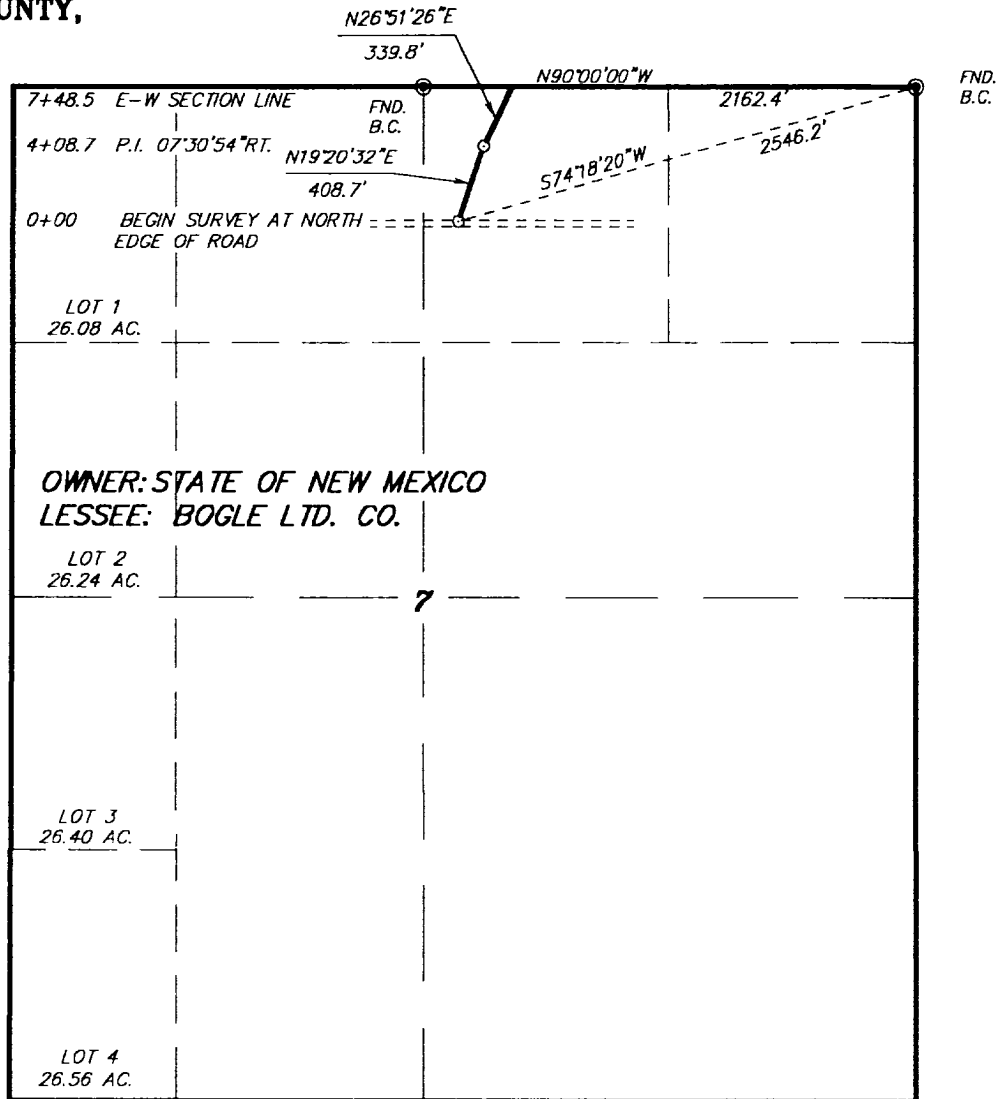 UNTY,
N26°51'26"E
339.8'
N90°00'00"W
FND.
B.C.
7+48.5 E-W SECTION LINE
FND.
B.C.
2162.4'
4+08.7 P.I. 07°30'54"RT.
2546.2'
N19°20'32"E
S74°18'20"W
408.7'
0+00 BEGIN SURVEY AT NORTH
EDGE OF ROAD
LOT 1
26.08 AC.
OWNER: STATE OF NEW MEXICO
LESSEE: BOGLE LTD. CO.
LOT 2
26.24 AC.
7
LOT 3
26.40 AC.
LOT 4
26.56 AC.